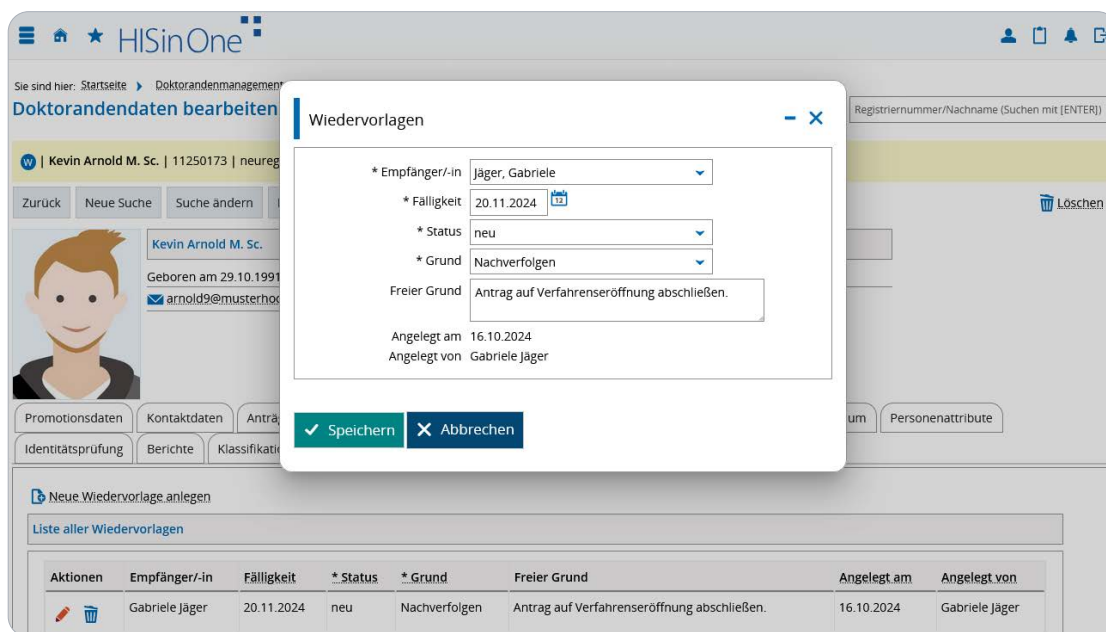 HISinOne
Sie sind hier: Startseite Doktorandenmanagement
Doktorandendaten bearbeiten
Registriernummer/Nachname (Suchen mit [ENTER])
W | Kevin Arnold M. Sc. | 11250173 | neureg
Zurück Neue Suche Suche ändern
Löschen
Kevin Arnold M. Sc.
Geboren am 29.10.1991
arnold9@musterhoc
Wiedervorlagen
* Empfänger/-in Jäger, Gabriele
* Fälligkeit 20.11.2024 12
* Status neu
* Grund Nachverfolgen
Freier Grund Antrag auf Verfahrenseröffnung abschließen.
Angelegt am 16.10.2024
Angelegt von Gabriele Jäger
Speichern Abbrechen
Promotionsdaten Kontaktdaten Anträ um Personenattribute
Identitätsprüfung Berichte Klassifikati
Neue Wiedervorlage anlegen
Liste aller Wiedervorlagen
Aktionen Empfänger/-in Fälligkeit * Status * Grund Freier Grund Angelegt am Angelegt von
Gabriele Jäger 20.11.2024 neu Nachverfolgen Antrag auf Verfahrenseröffnung abschließen. 16.10.2024 Gabriele Jäger